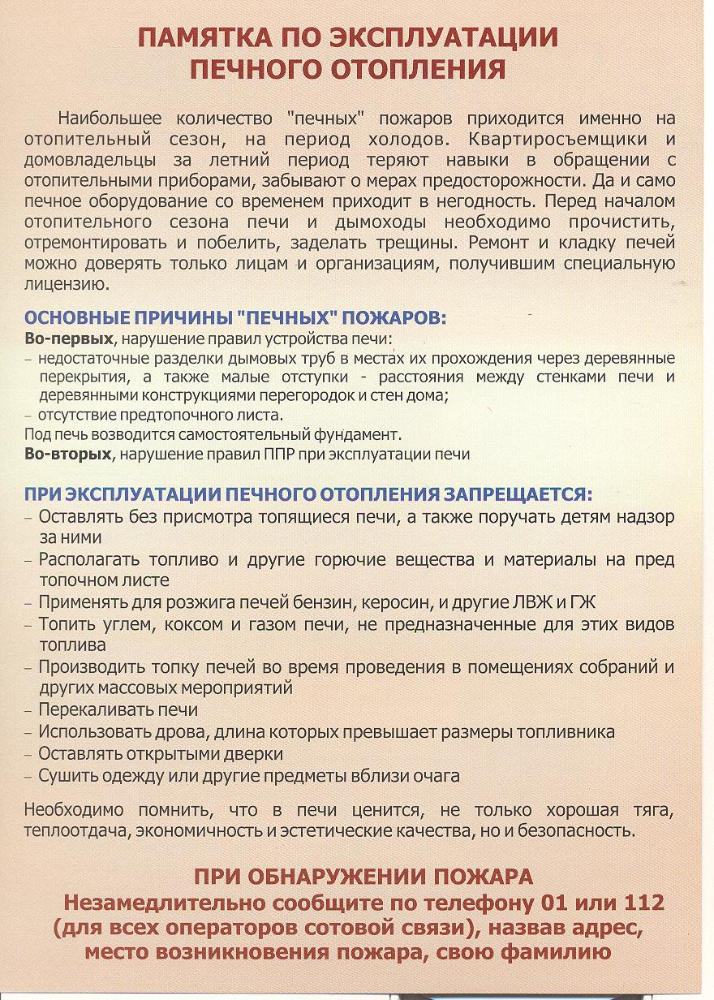 ПАМЯТКА ПО ЭКСПЛУАТАЦИИ
ПЕЧНОГО ОТОПЛЕНИЯ
Наибольшее количество "печных" пожаров приходится именно на
отопительный сезон, на период холодов. Квартиросъемщики и
домовладельцы за летний период теряют навыки в обращении с
отопительными приборами, забывают о мерах предосторожности. Да и само
печное оборудование со временем приходит в негодность. Перед началом
отопительного сезона печи и дымоходы необходимо прочистить,
отремонтировать и побелить, заделать трещины. Ремонт и кладку печей
можно доверять только лицам и организациям, получившим специальную
лицензию.
ОСНОВНЫЕ ПРИЧИНЫ "ПЕЧНЫХ" ПОЖАРОВ:
Во-первых, нарушение правил устройства печи:
– недостаточные разделки дымовых труб в местах их прохождения через деревянные
перекрытия, а также малые отступки - расстояния между стенками печи и
деревянными конструкциями перегородок и стен дома;
– отсутствие предтопочного листа.
Под печь возводится самостоятельный фундамент.
Во-вторых, нарушение правил ППР при эксплуатации печи
ПРИ ЭКСПЛУАТАЦИИ ПЕЧНОГО ОТОПЛЕНИЯ ЗАПРЕЩАЕТСЯ:
– Оставлять без присмотра топящиеся печи, а также поручать детям надзор
за ними
– Располагать топливо и другие горючие вещества и материалы на пред
топочном листе
– Применять для розжига печей бензин, керосин, и другие ЛВЖ и ГЖ
– Топить углем, коксом и газом печи, не предназначенные для этих видов
топлива
– Производить топку печей во время проведения в помещениях собраний и
других массовых мероприятий
– Перекаливать печи
– Использовать дрова, длина которых превышает размеры топливника
– Оставлять открытыми дверки
– Сушить одежду или другие предметы вблизи очага
Необходимо помнить, что в печи ценится, не только хорошая тяга,
теплоотдача, экономичность и эстетические качества, но и безопасность.
ПРИ ОБНАРУЖЕНИИ ПОЖАРА
Незамедлительно сообщите по телефону 01 или 112
(для всех операторов сотовой связи), назвав адрес,
место возникновения пожара, свою фамилию